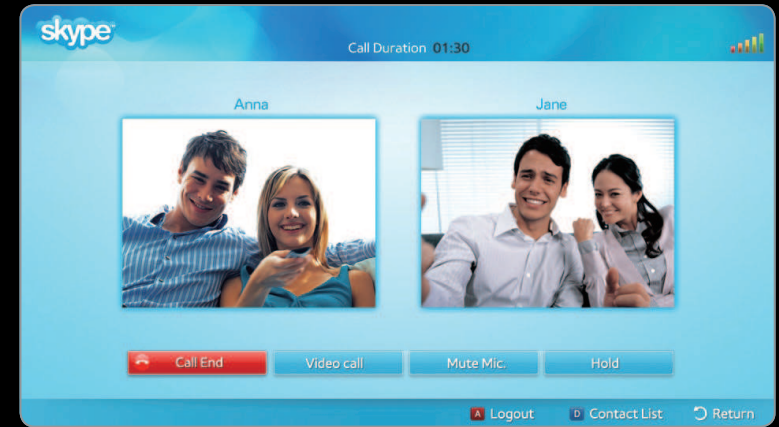 skype
Call Duration 01:30
Anna
Jane
Call End
Video call
Mute Mic.
Hold
A Logout
D Contact List
Return